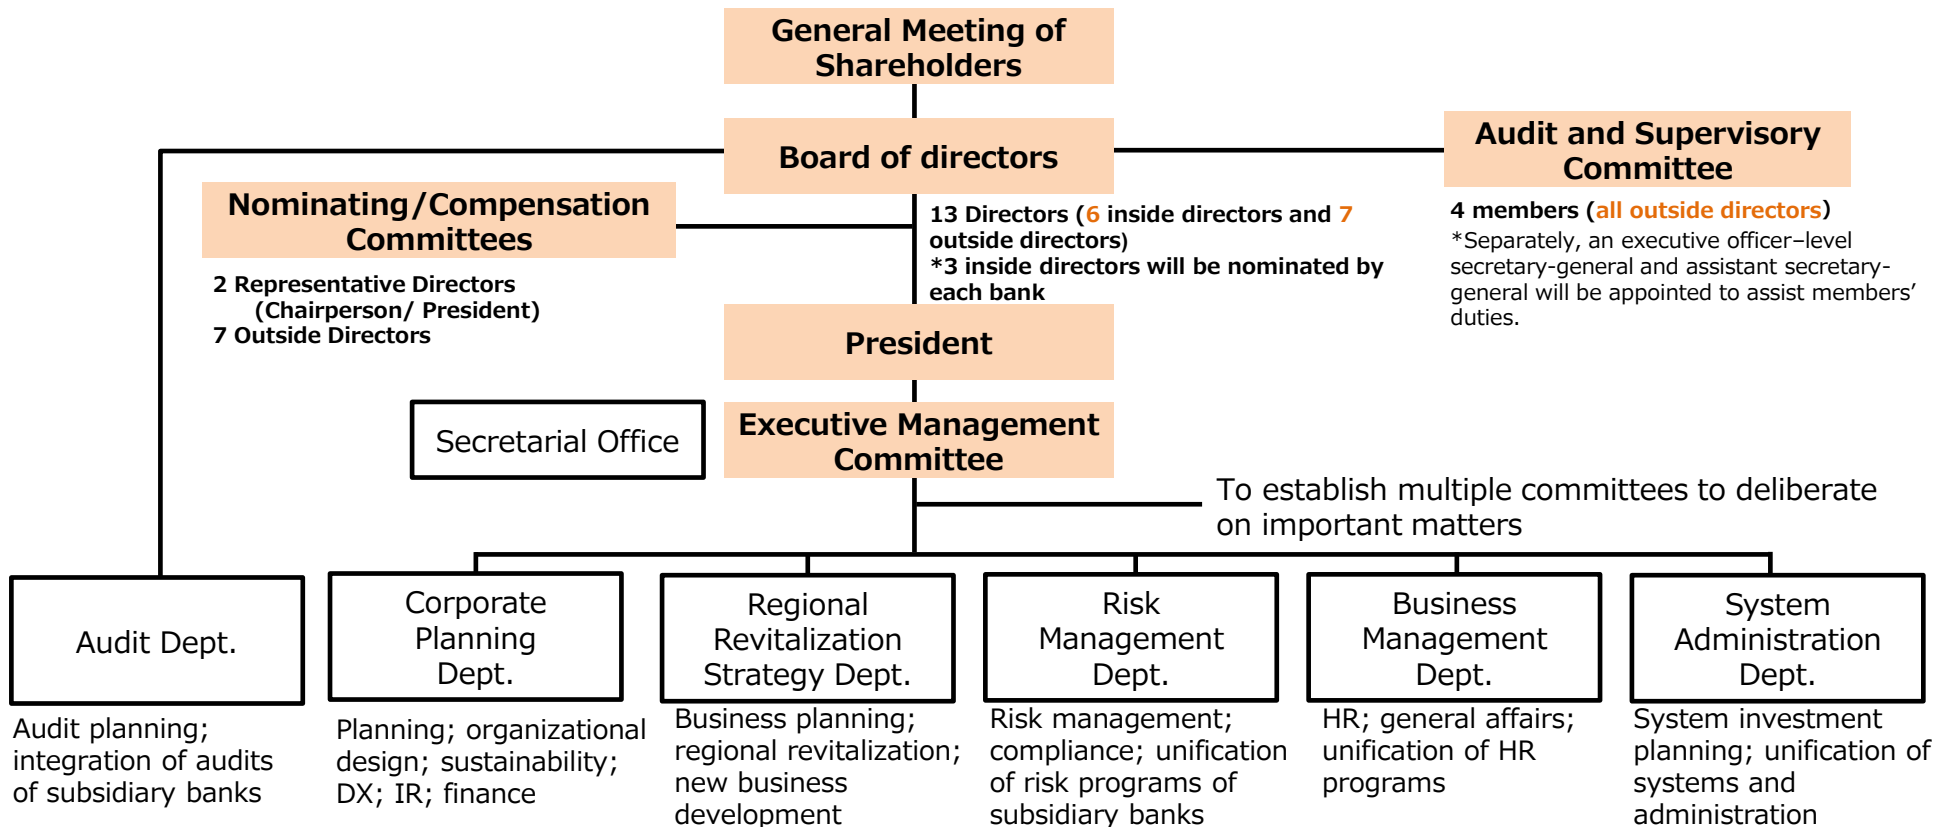 General Meeting of
Shareholders
Board of directors
Audit and Supervisory
Committee
Nominating/Compensation
Committees
13 Directors (6 inside directors and 7
outside directors)
*3 inside directors will be nominated by
each bank
4 members (all outside directors)
*Separately, an executive officer–level
secretary-general and assistant secretary-
general will be appointed to assist members’
duties.
2 Representative Directors
(Chairperson/ President)
7 Outside Directors
President
Secretarial Office
Executive Management
Committee
To establish multiple committees to deliberate
on important matters
Audit Dept.
Corporate
Planning
Dept.
Regional
Revitalization
Strategy Dept.
Risk
Management
Dept.
Business
Management
Dept.
System
Administration
Dept.
Audit planning;
integration of audits
of subsidiary banks
Planning; organizational
design; sustainability;
DX; IR; finance
Business planning;
regional revitalization;
new business
development
Risk management;
compliance; unification
of risk programs of
subsidiary banks
HR; general affairs;
unification of HR
programs
System investment
planning; unification of
systems and
administration